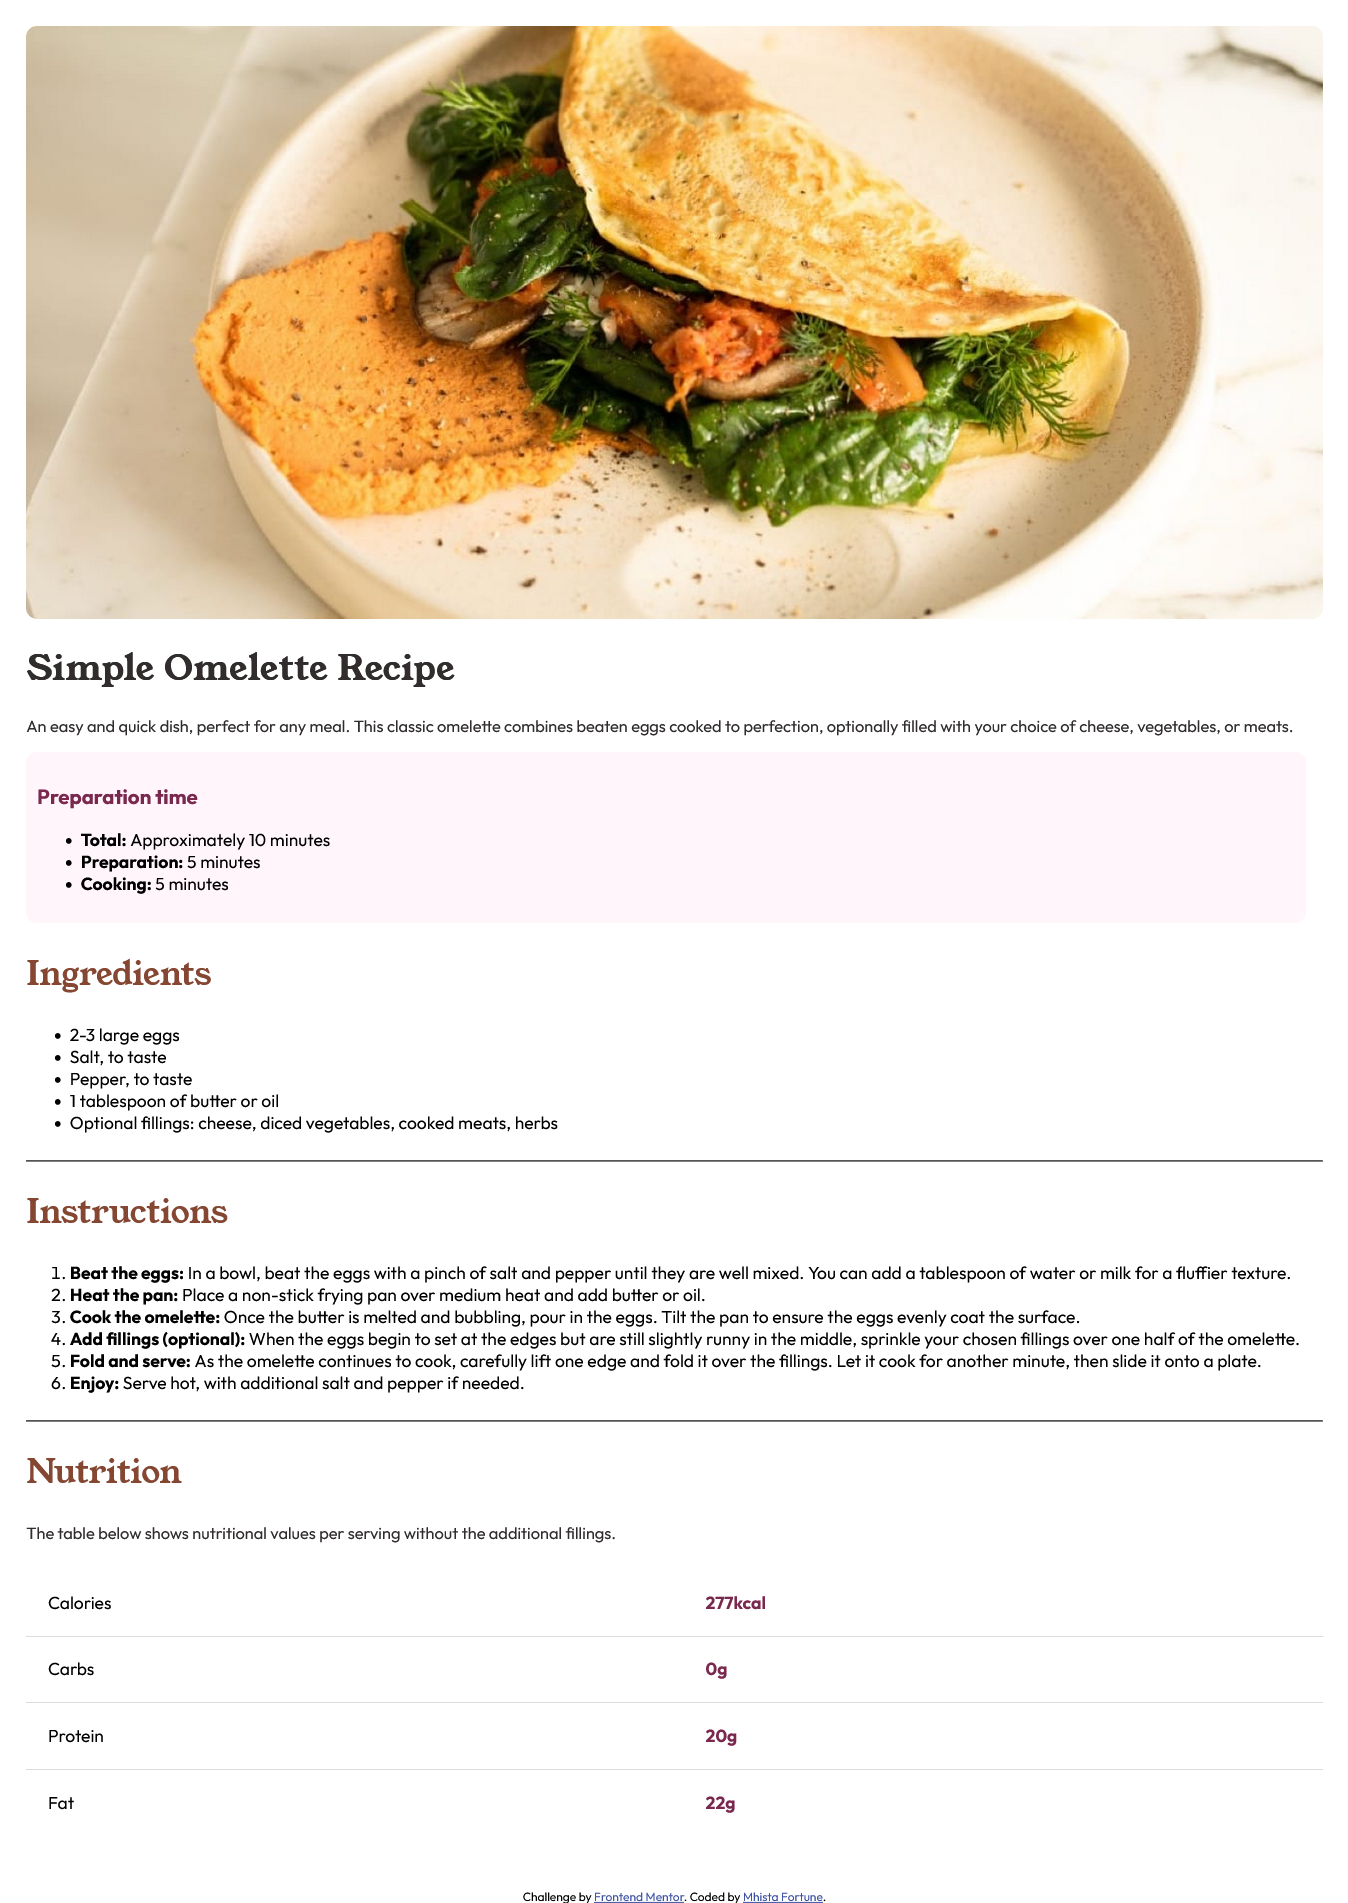 Simple Omelette Recipe
An easy and quick dish, perfect for any meal. This classic omelette combines beaten eggs cooked to perfection, optionally filled with your choice of cheese, vegetables, or meats.
Preparation time
• Total: Approximately 10 minutes
• Preparation: 5 minutes
• Cooking: 5 minutes
Ingredients
• 2-3 large eggs
• Salt, to taste
• Pepper, to taste
• 1 tablespoon of butter or oil
• Optional fillings: cheese, diced vegetables, cooked meats, herbs
Instructions
1. Beat the eggs: In a bowl, beat the eggs with a pinch of salt and pepper until they are well mixed. You can add a tablespoon of water or milk for a fluffier texture.
2. Heat the pan: Place a non-stick frying pan over medium heat and add butter or oil.
3. Cook the omelette: Once the butter is melted and bubbling, pour in the eggs. Tilt the pan to ensure the eggs evenly coat the surface.
4. Add fillings (optional): When the eggs begin to set at the edges but are still slightly runny in the middle, sprinkle your chosen fillings over one half of the omelette.
5. Fold and serve: As the omelette continues to cook, carefully lift one edge and fold it over the fillings. Let it cook for another minute, then slide it onto a plate.
6. Enjoy: Serve hot, with additional salt and pepper if needed.
Nutrition
The table below shows nutritional values per serving without the additional fillings.
Calories 277kcal
Carbs 0g
Protein 20g
Fat 22g
Challenge by Frontend Mentor. Coded by Mhista Fortune.